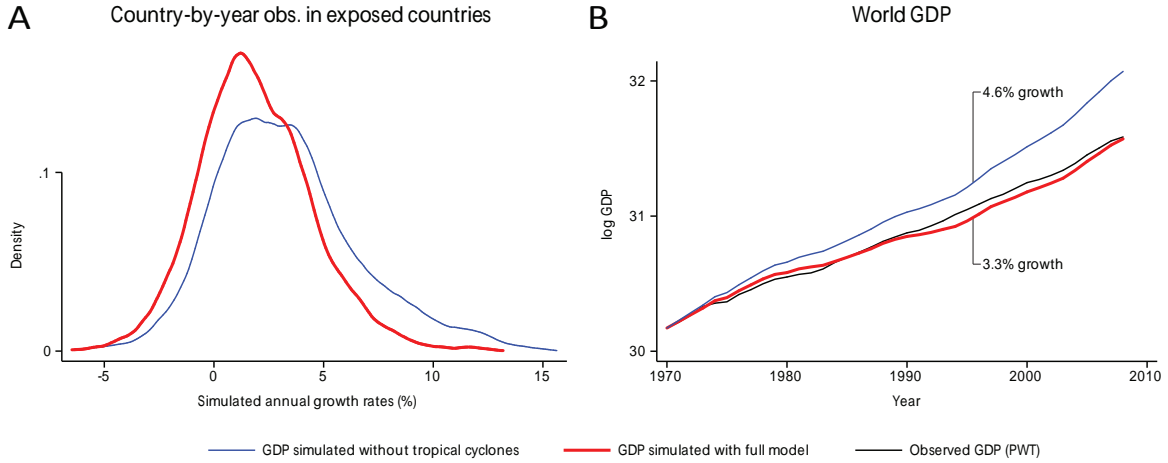 A
Country-by-year obs. in exposed countries
.1
0
Density
-5
0
5
10
15
Simulated annual growth rates (%)
B
World GDP
32
31
30
log GDP
4.6% growth
3.3% growth
1970
1980
1990
2000
2010
Year
GDP simulated without tropical cyclones
GDP simulated with full model
Observed GDP (PWT)